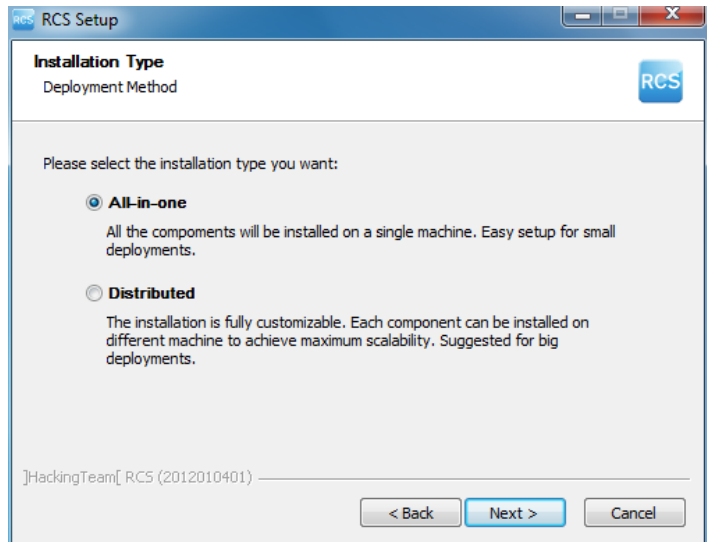 RCS RCS Setup
Installation Type
Deployment Method
RCS
Please select the installation type you want:
All-in-one
All the compoments will be installed on a single machine. Easy setup for small
deployments.
Distributed
The installation is fully customizable. Each component can be installed on
different machine to achieve maximum scalability. Suggested for big
deployments.
]HackingTeam[ RCS (2012010401)
< Back Next > Cancel